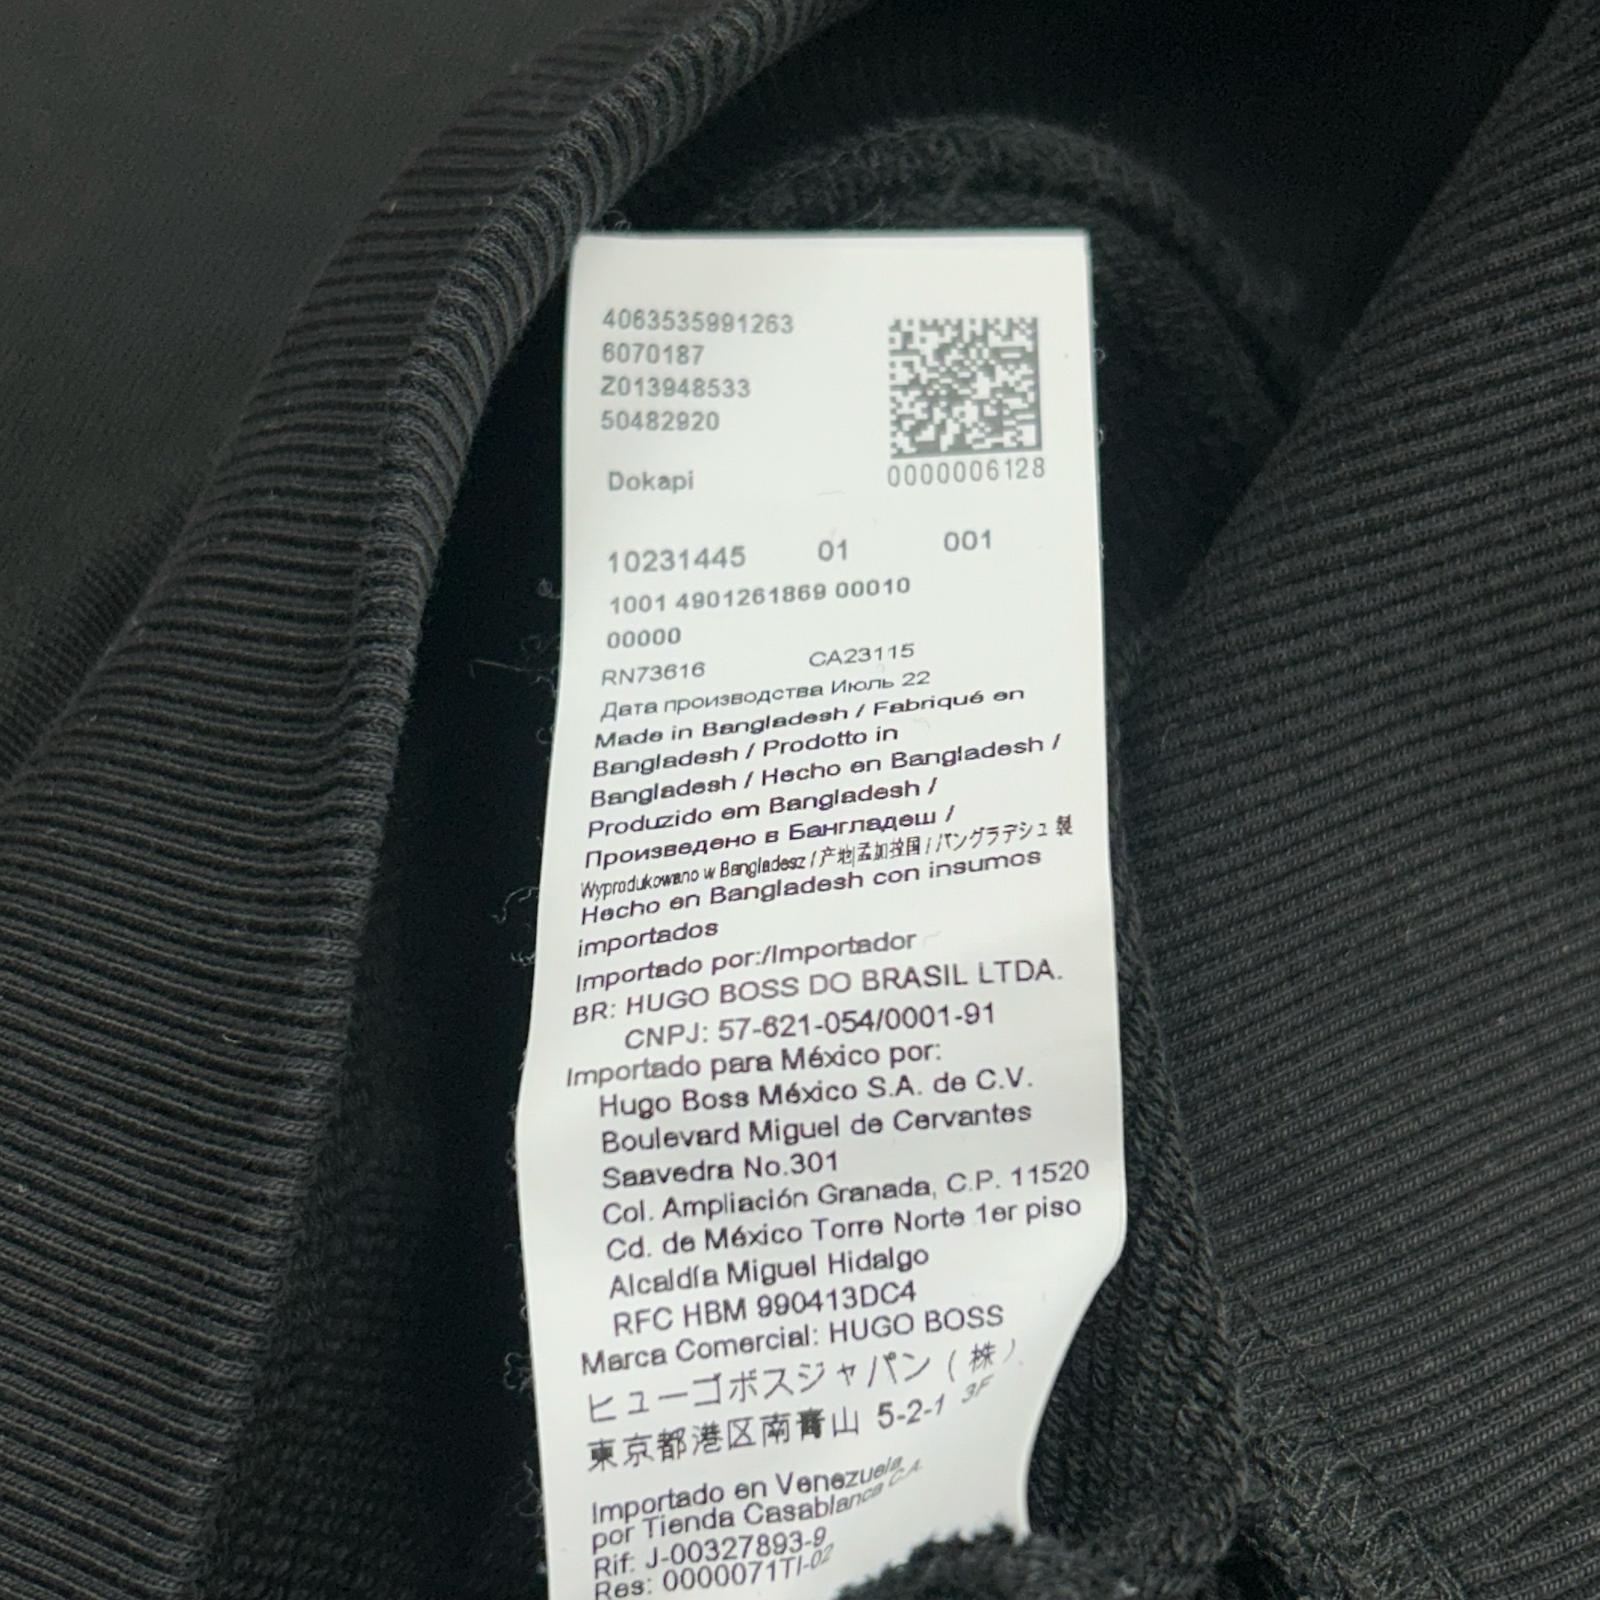 4063535991263
6070187
Z013948533
50482920
0000006128
Dokapi
10231445 01 001
1001 4901261869 00010
00000
RN73616 CA23115
Дата производства Июль 22
Made in Bangladesh / Fabriqué en
Bangladesh / Prodotto in
Bangladesh / Hecho en Bangladesh /
Produzido em Bangladesh /
Произведено в Бангладеш /
Wyprodukowano w Bangladesz / 产地孟加拉国 / バングラデシュ 製
Hecho en Bangladesh con insumos
importados
Importado por:/Importador
BR: HUGO BOSS DO BRASIL LTDA.
CNPJ: 57-621-054/0001-91
Importado para México por:
Hugo Boss México S.A. de C.V.
Boulevard Miguel de Cervantes
Saavedra No.301
Col. Ampliación Granada, C.P. 11520
Cd. de México Torre Norte 1er piso
Alcaldía Miguel Hidalgo
RFC HBM 990413DC4
Marca Comercial: HUGO BOSS
ヒューゴボスジャパン（株）
東京都港区南青山 5-2-1 3F
Importado en Venezuela
por Tienda Casablanca C.A.
Rif: J-00327893-9
Res: 0000071TI-02